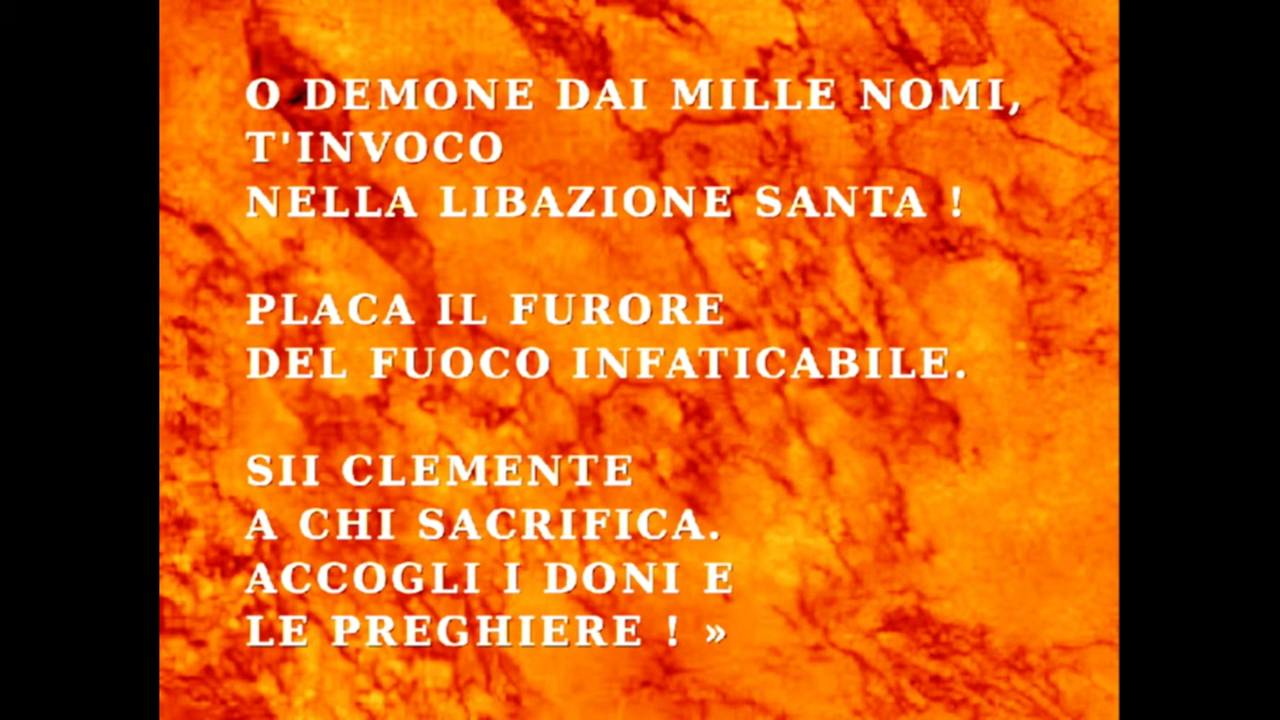 O DEMONE DAI MILLE NOMI,
T'INVOCO
NELLA LIBAZIONE SANTA !
PLACA IL FURORE
DEL FUOCO INFATICABILE.
SII CLEMENTE
A CHI SACRIFICA.
ACCOGLI I DONI E
LE PREGHIERE ! »